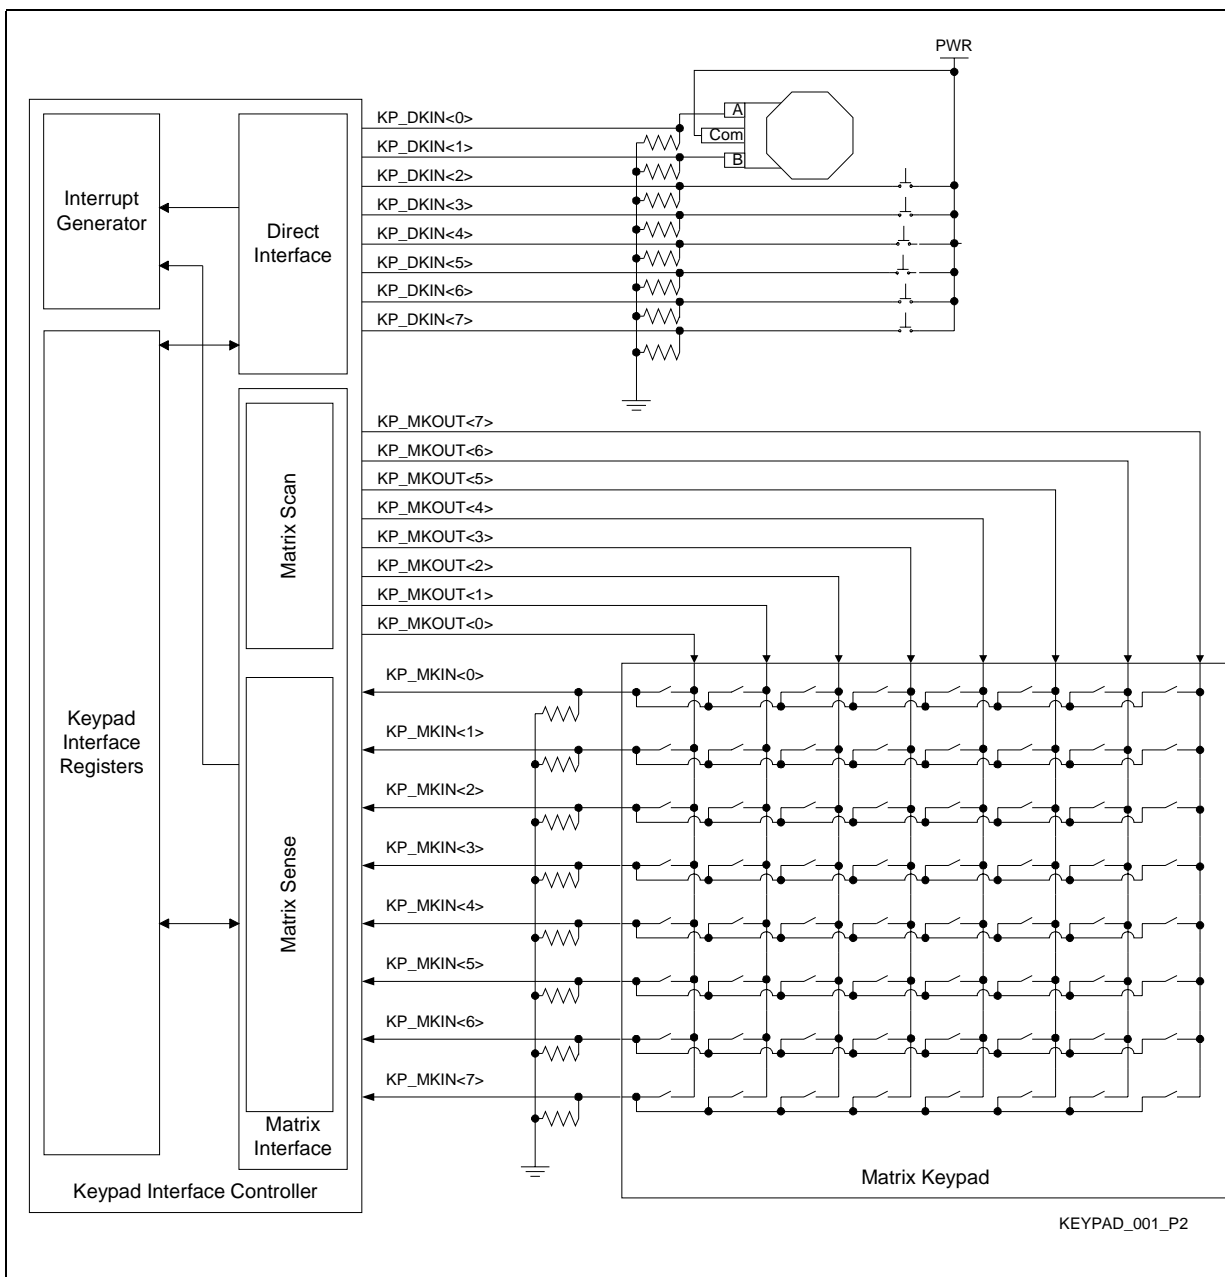 PWR
A
Com
B
KP_DKIN<0>
KP_DKIN<1>
KP_DKIN<2>
KP_DKIN<3>
KP_DKIN<4>
KP_DKIN<5>
KP_DKIN<6>
KP_DKIN<7>
Interrupt
Generator
Direct
Interface
KP_MKOUT<7>
KP_MKOUT<6>
KP_MKOUT<5>
KP_MKOUT<4>
KP_MKOUT<3>
KP_MKOUT<2>
KP_MKOUT<1>
KP_MKOUT<0>
Matrix Scan
KP_MKIN<0>
KP_MKIN<1>
KP_MKIN<2>
KP_MKIN<3>
KP_MKIN<4>
KP_MKIN<5>
KP_MKIN<6>
KP_MKIN<7>
Keypad
Interface
Registers
Matrix Sense
Matrix
Interface
Keypad Interface Controller
Matrix Keypad
KEYPAD_001_P2